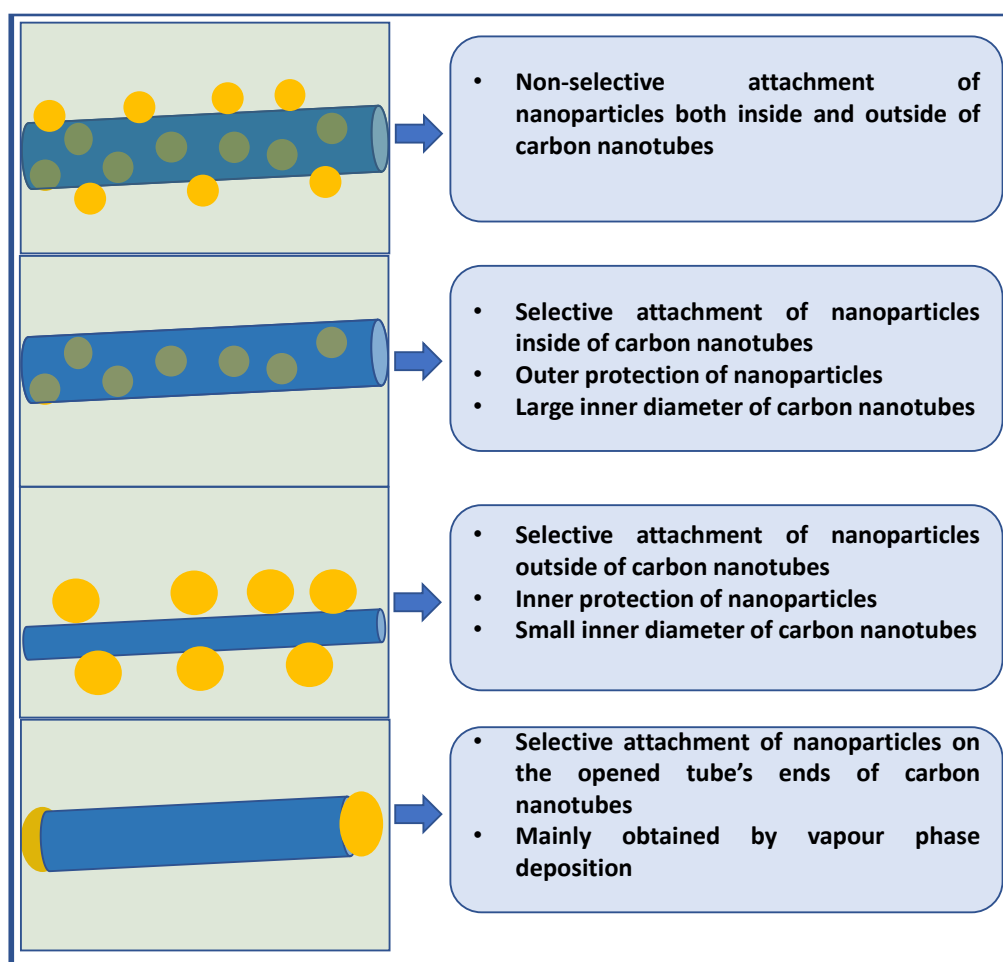 • Non-selective attachment of
nanoparticles both inside and outside of
carbon nanotubes
• Selective attachment of nanoparticles
inside of carbon nanotubes
• Outer protection of nanoparticles
• Large inner diameter of carbon nanotubes
• Selective attachment of nanoparticles
outside of carbon nanotubes
• Inner protection of nanoparticles
• Small inner diameter of carbon nanotubes
• Selective attachment of nanoparticles on
the opened tube’s ends of carbon
nanotubes
• Mainly obtained by vapour phase
deposition